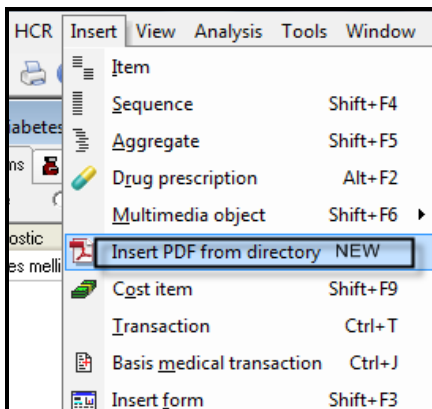 HCR Insert View Analysis Tools Window
Item
iabetes
Sequence Shift+F4
Aggregate Shift+F5
ns
Drug prescription Alt+F2
e
Multimedia object Shift+F6
ostic
Insert PDF from directory NEW
es melli
Cost item Shift+F9
Transaction Ctrl+T
Basis medical transaction Ctrl+J
Insert form Shift+F3